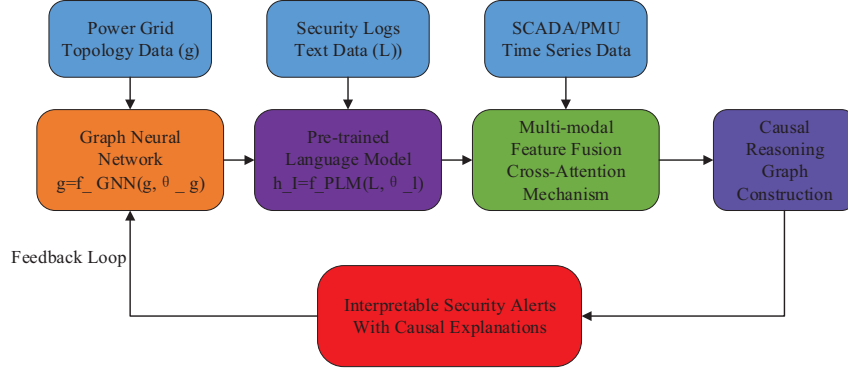 Power Grid
Topology Data (g)
Security Logs
Text Data (L))
SCADA/PMU
Time Series Data
Graph Neural
Network
g=f_ GNN(g, θ _ g)
Pre-trained
Language Model
h_I=f_PLM(L, θ _l)
Multi-modal
Feature Fusion
Cross-Attention
Mechanism
Causal
Reasoning
Graph
Construction
Feedback Loop
Interpretable Security Alerts
With Causal Explanations